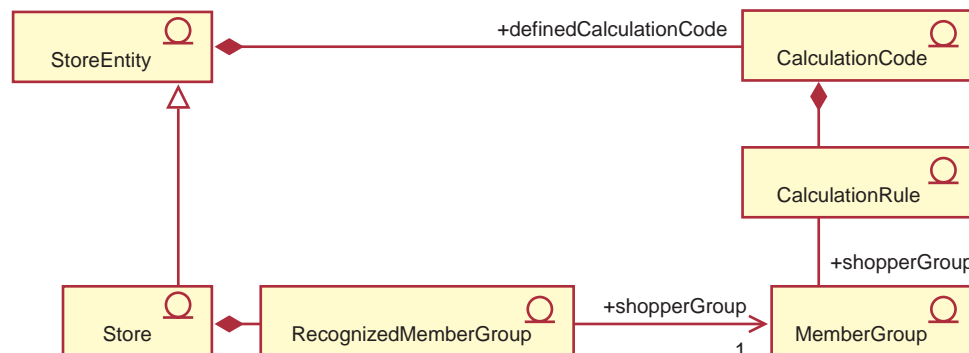 +definedCalculationCode
StoreEntity
CalculationCode
CalculationRule
+shopperGroup
+shopperGroup
Store
RecognizedMemberGroup
MemberGroup
1